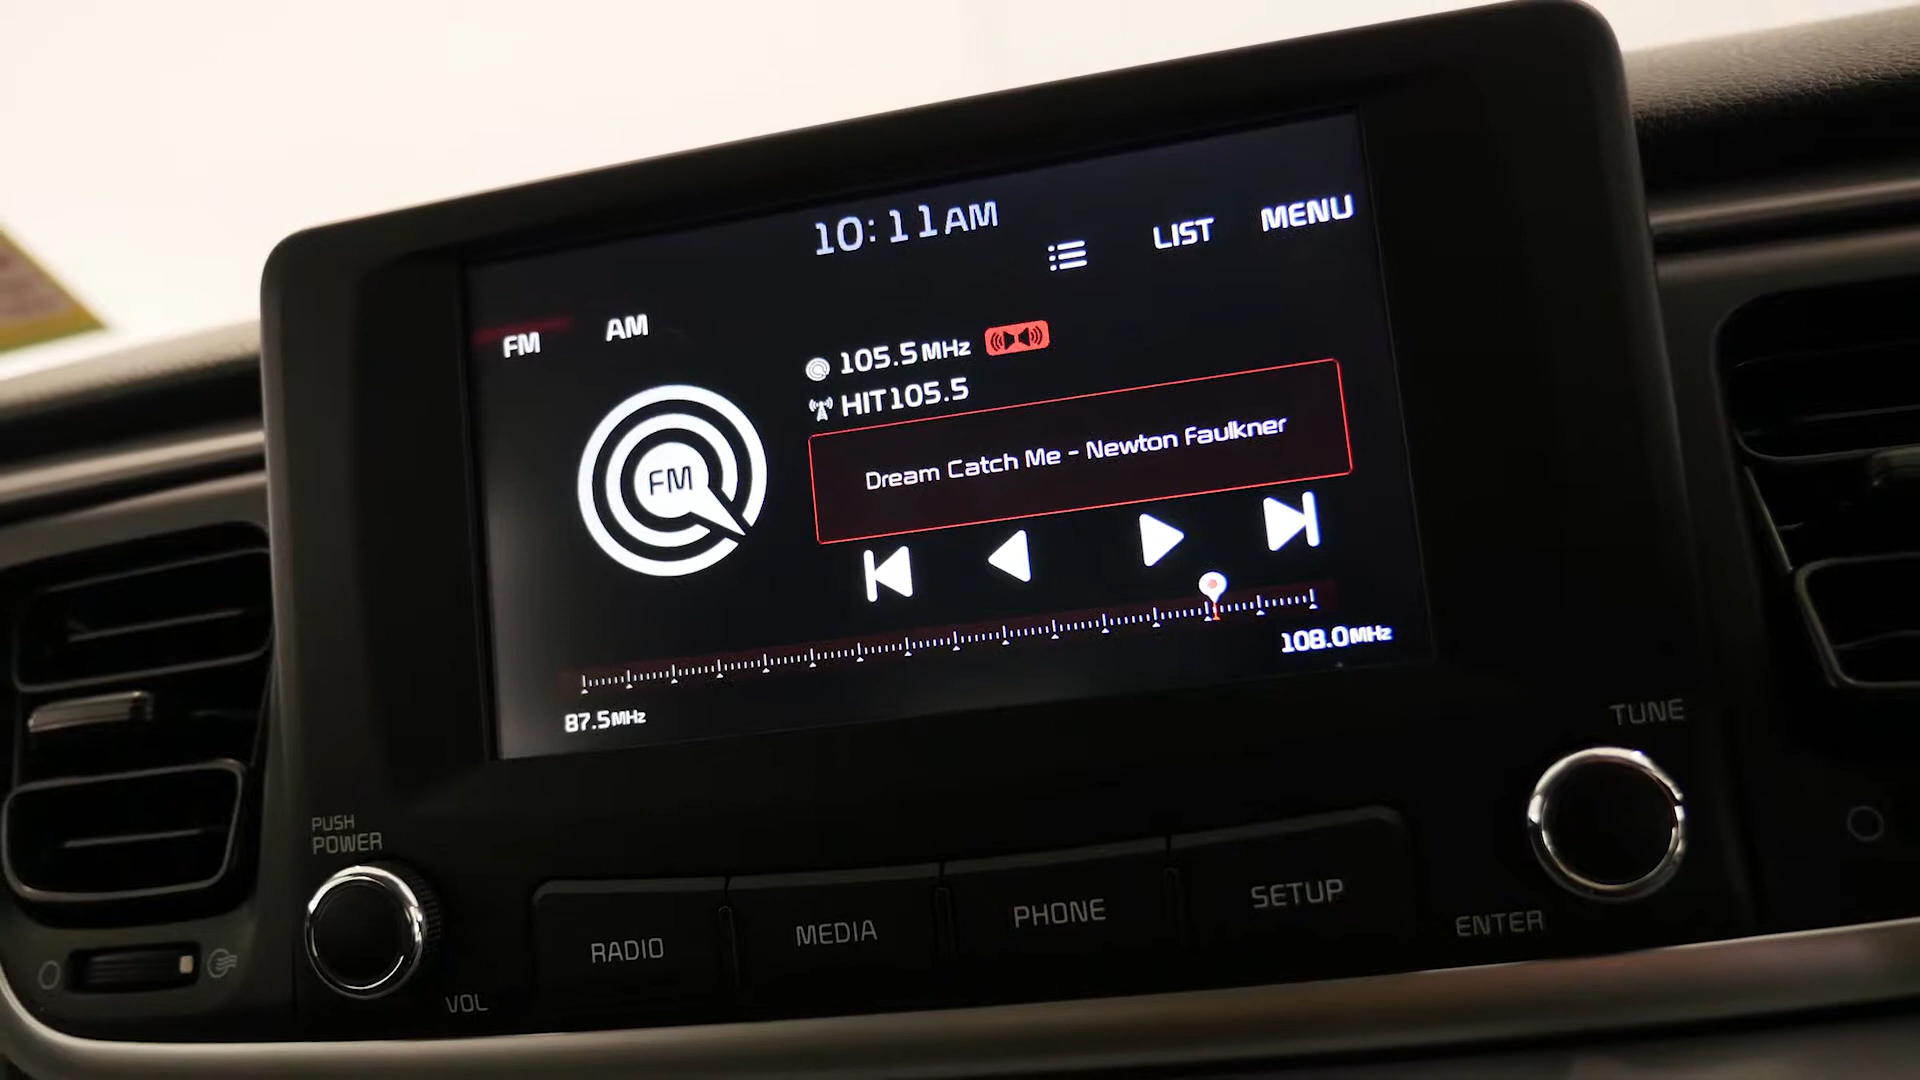 10:11AM
LIST
MENU
FM
AM
105.5MHz
HIT105.5
FM
Dream Catch Me - Newton Faulkner
87.5MHz
108.0MHz
TUNE
PUSH
POWER
VOL
RADIO
MEDIA
PHONE
SETUP
ENTER